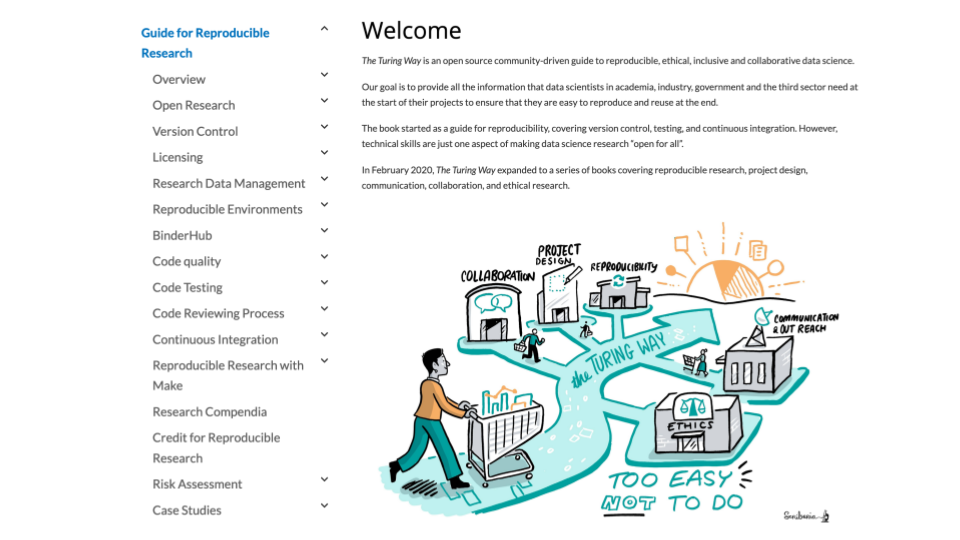 Guide for Reproducible
Research
Overview
Open Research
Version Control
Licensing
Research Data Management
Reproducible Environments
BinderHub
Code quality
Code Testing
Code Reviewing Process
Continuous Integration
Reproducible Research with
Make
Research Compendia
Credit for Reproducible
Research
Risk Assessment
Case Studies
Welcome
The Turing Way is an open source community-driven guide to reproducible, ethical, inclusive and collaborative data science.
Our goal is to provide all the information that data scientists in academia, industry, government and the third sector need at
the start of their projects to ensure that they are easy to reproduce and reuse at the end.
The book started as a guide for reproducibility, covering version control, testing, and continuous integration. However,
technical skills are just one aspect of making data science research “open for all”.
In February 2020, The Turing Way expanded to a series of books covering reproducible research, project design,
communication, collaboration, and ethical research.
COLLABORATION
PROJECT
DESIGN
REPRODUCIBILITY
COMMUNICATION
& OUT REACH
the TURING WAY
ETHICS
TOO EASY
NOT TO DO
Scriberia